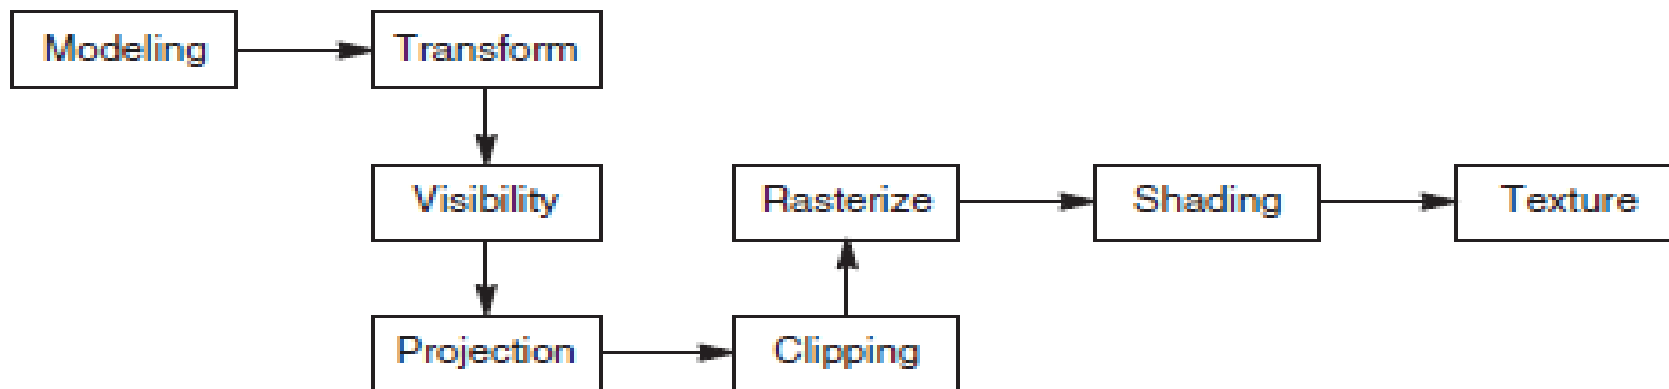 Modeling
Transform
Visibility
Projection
Clipping
Rasterize
Shading
Texture